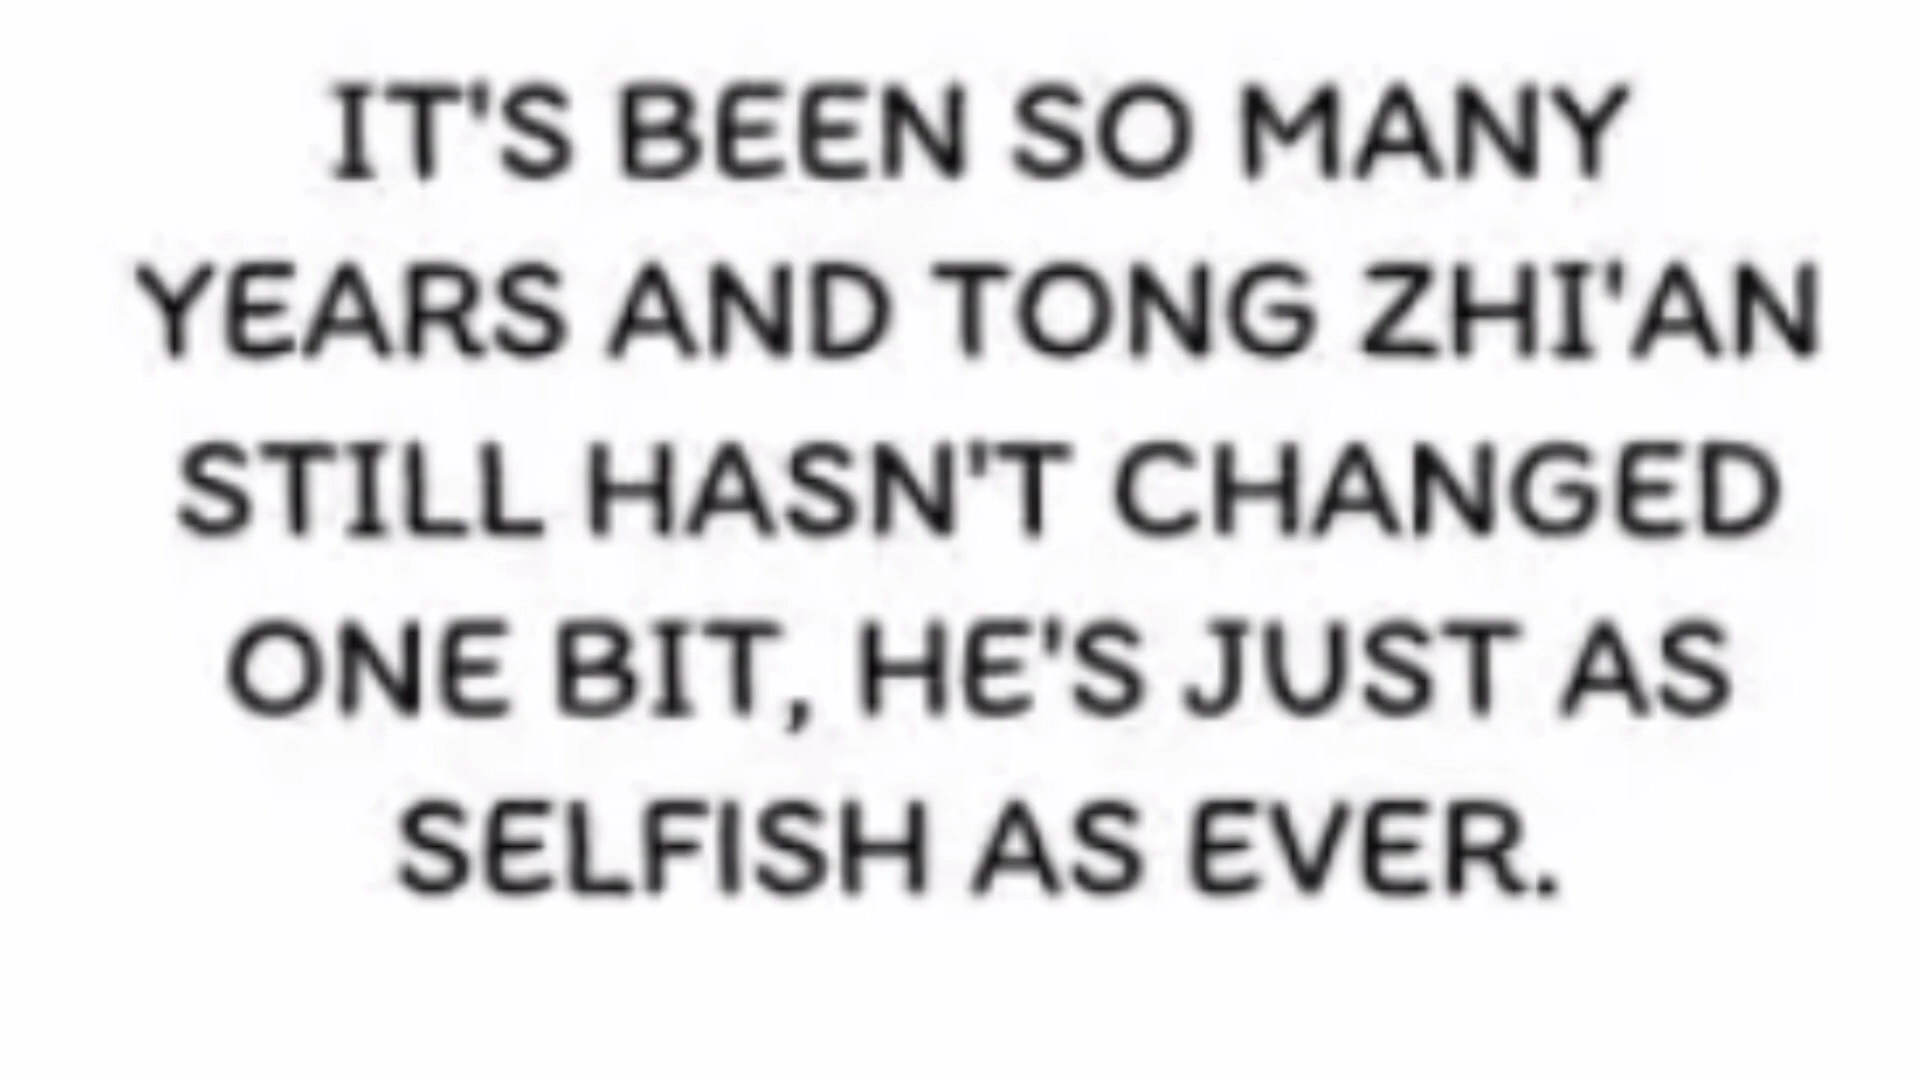 IT'S BEEN SO MANY
YEARS AND TONG ZHI'AN
STILL HASN'T CHANGED
ONE BIT, HE'S JUST AS
SELFISH AS EVER.